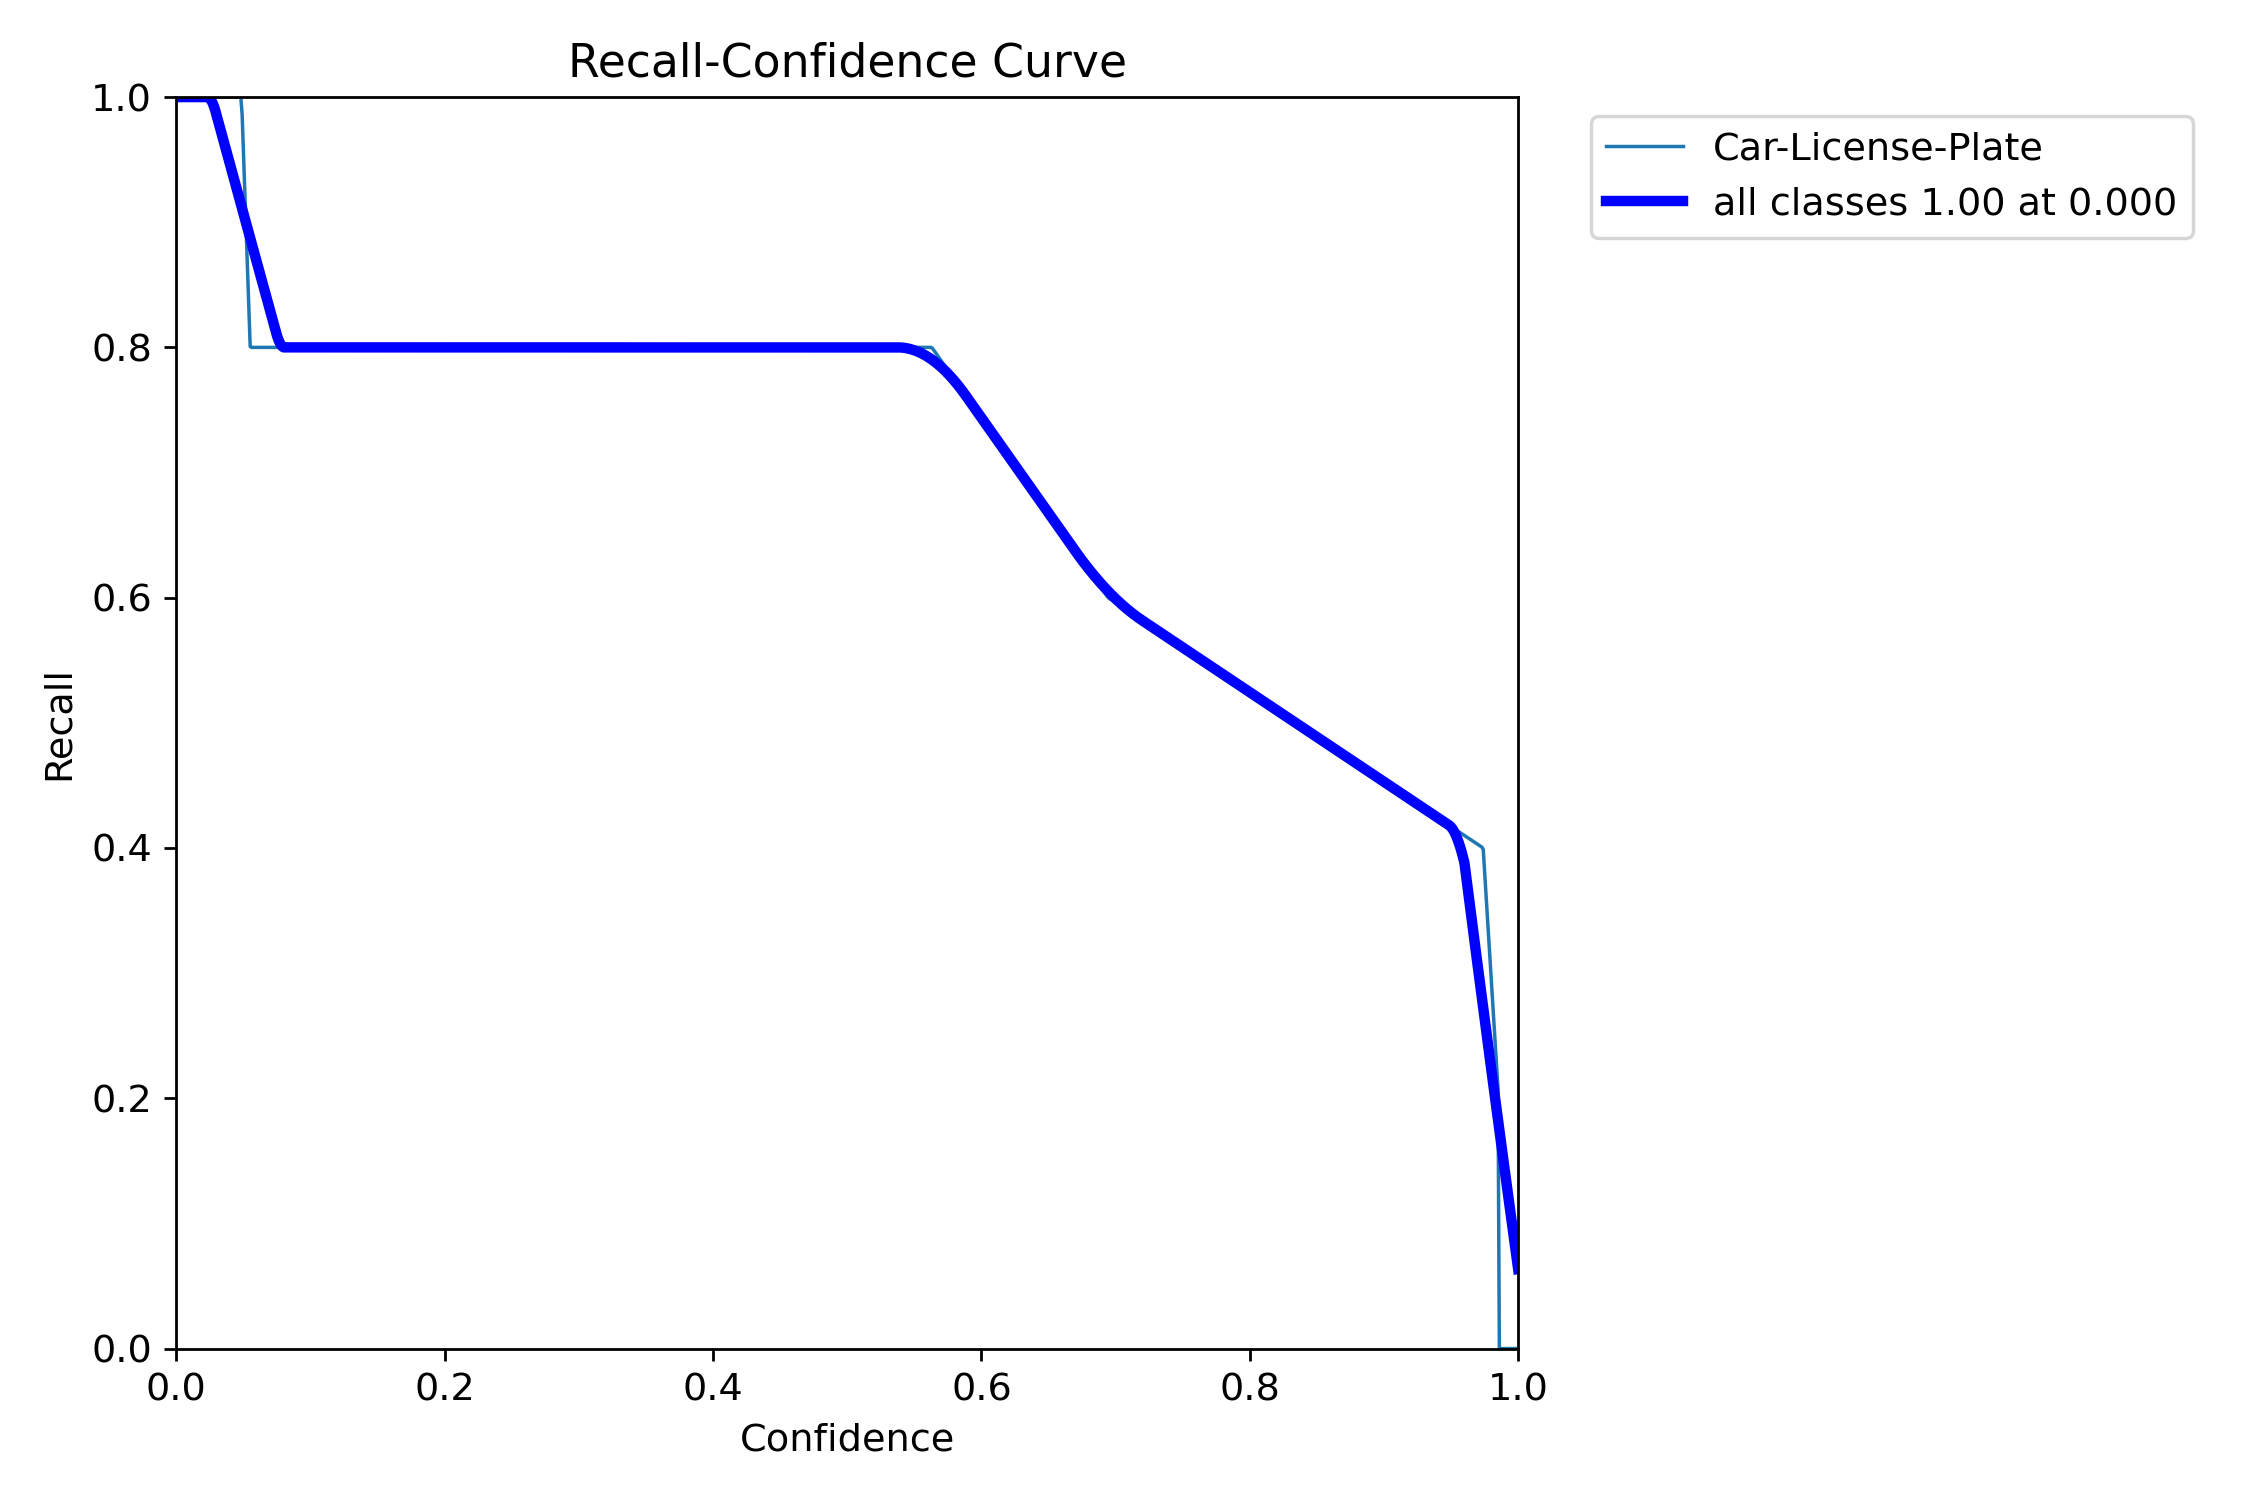 Recall-Confidence Curve
1.0
0.8
0.6
0.4
0.2
0.0
Recall
0.0 0.2 0.4 0.6 0.8 1.0
Confidence
Car-License-Plate
all classes 1.00 at 0.000